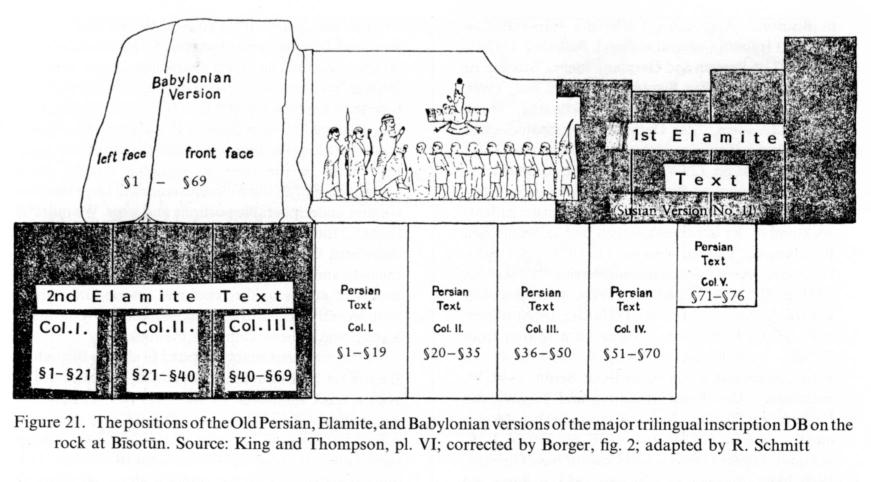 Babylonian
Version
left face
front face
§1 – §69
1st Elamite
Text
(Susian Version No. 11)
2nd Elamite Text
Col.I.
§1–§21
Col.II.
§21–§40
Col.III.
§40–§69
Persian
Text
Col. I.
§1–§19
Persian
Text
Col. II.
§20–§35
Persian
Text
Col. III.
§36–§50
Persian
Text
Col. IV.
§51–§70
Persian
Text
Col. V.
§71–§76
Figure 21. The positions of the Old Persian, Elamite, and Babylonian versions of the major trilingual inscription DB on the
rock at Bīsotūn. Source: King and Thompson, pl. VI; corrected by Borger, fig. 2; adapted by R. Schmitt